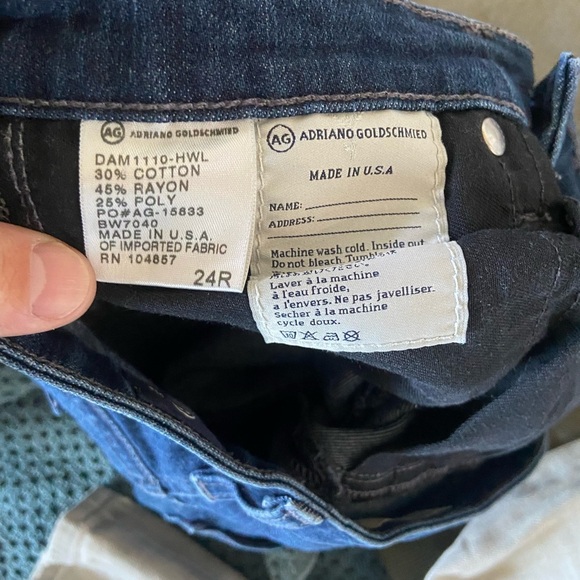 AG ADRIANO GOLDSCHMIED
DAM1110-HWL
30% COTTON
45% RAYON
25% POLY
PO#AG-15833
BW7040
MADE IN U.S.A.
OF IMPORTED FABRIC
RN 104857
24R
AG ADRIANO GOLDSCHMIED
MADE IN U.S.A
NAME:
ADDRESS:
Machine wash cold. Inside out
Do not bleach
Laver à la machine
à l'eau froide,
a l'envers. Ne pas javelliser.
Secher à la machine
cycle doux.